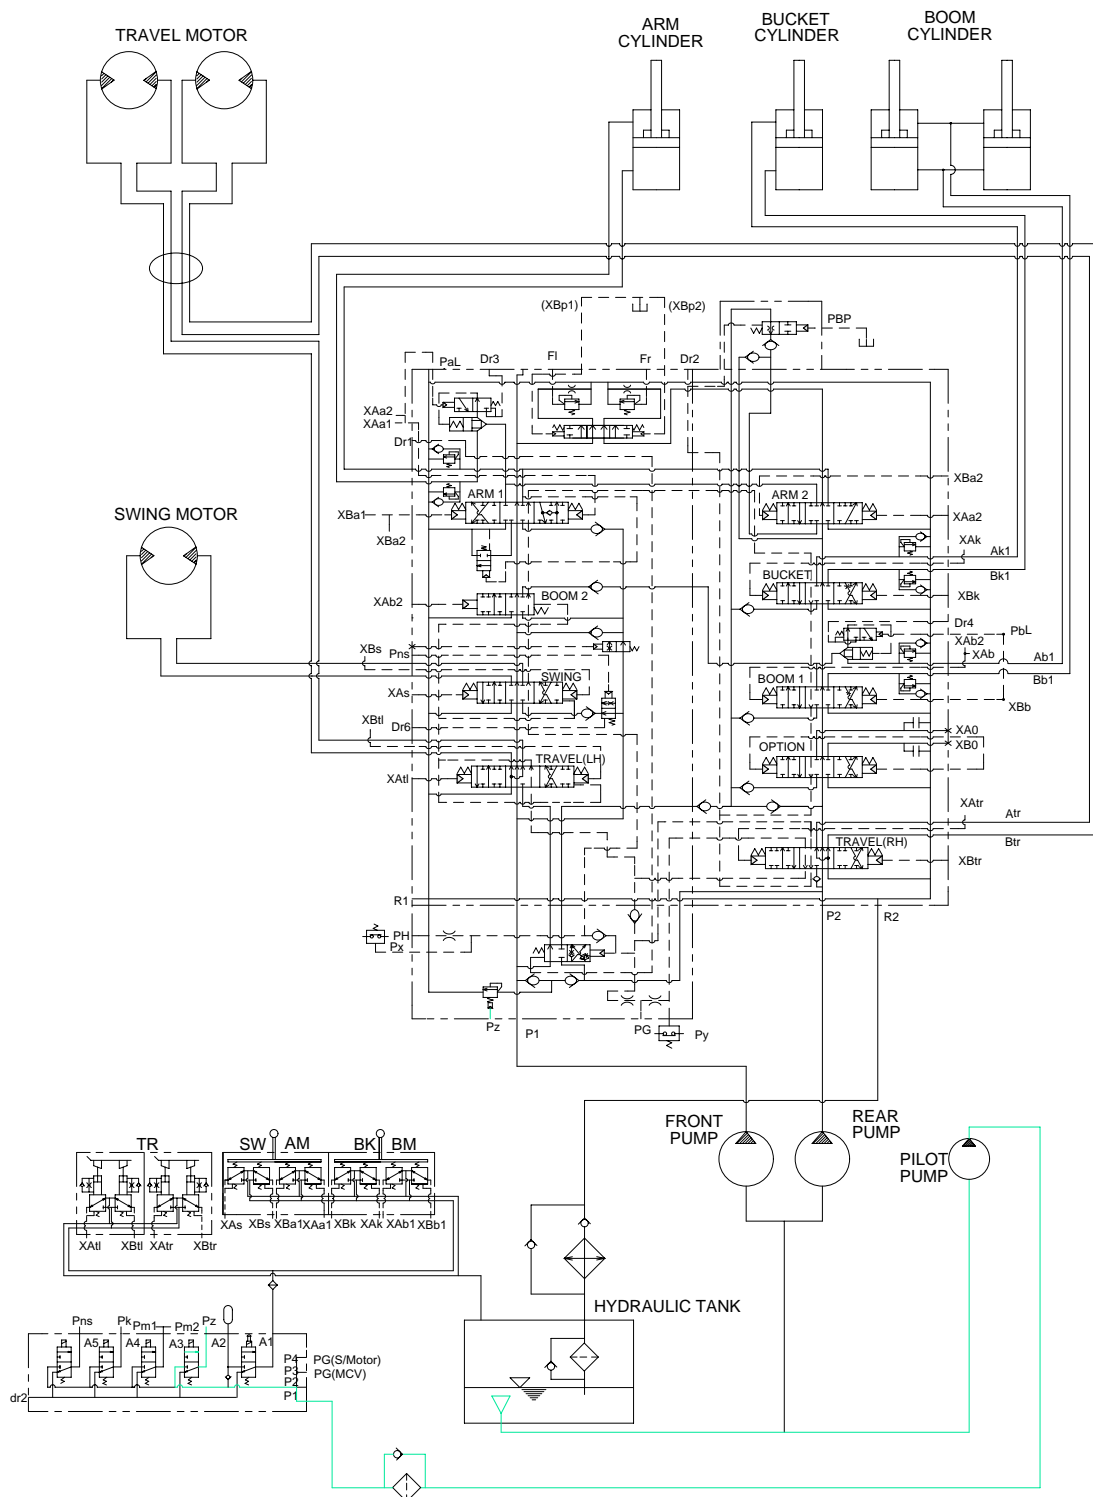 ARM
CYLINDER
BUCKET
CYLINDER
BOOM
CYLINDER
TRAVEL MOTOR
(XBp1)
(XBp2)
PBP
PaL
Dr3
Fl
Fr
Dr2
XAa2
XAa1
Dr1
ARM 1
ARM 2
XBa2
SWING MOTOR
XBa1
XBa2
XAa2
XAk
Ak1
BUCKET
Bk1
XBk
XAb2
BOOM 2
Dr4
PbL
XAb2
XAb
XBs
Pns
Ab1
SWING
BOOM 1
Bb1
XAs
XBb
XBtl
Dr6
XA0
XB0
OPTION
TRAVEL(LH)
XAtl
XAtr
Atr
TRAVEL(RH)
Btr
XBtr
R1
P2
R2
PH
Px
Pz
P1
PG
Py
FRONT
PUMP
REAR
PUMP
PILOT
PUMP
TR
SW
AM
BK
BM
XAs
XBs
XBa1
XAa1
XBk
XAk
XAb1
XBb1
XAtl
XBtl
XAtr
XBtr
HYDRAULIC TANK
Pns
Pk
Pm1
Pm2
Pz
A5
A4
A3
A2
A1
P4
PG(S/Motor)
P3
PG(MCV)
P2
P1
dr2